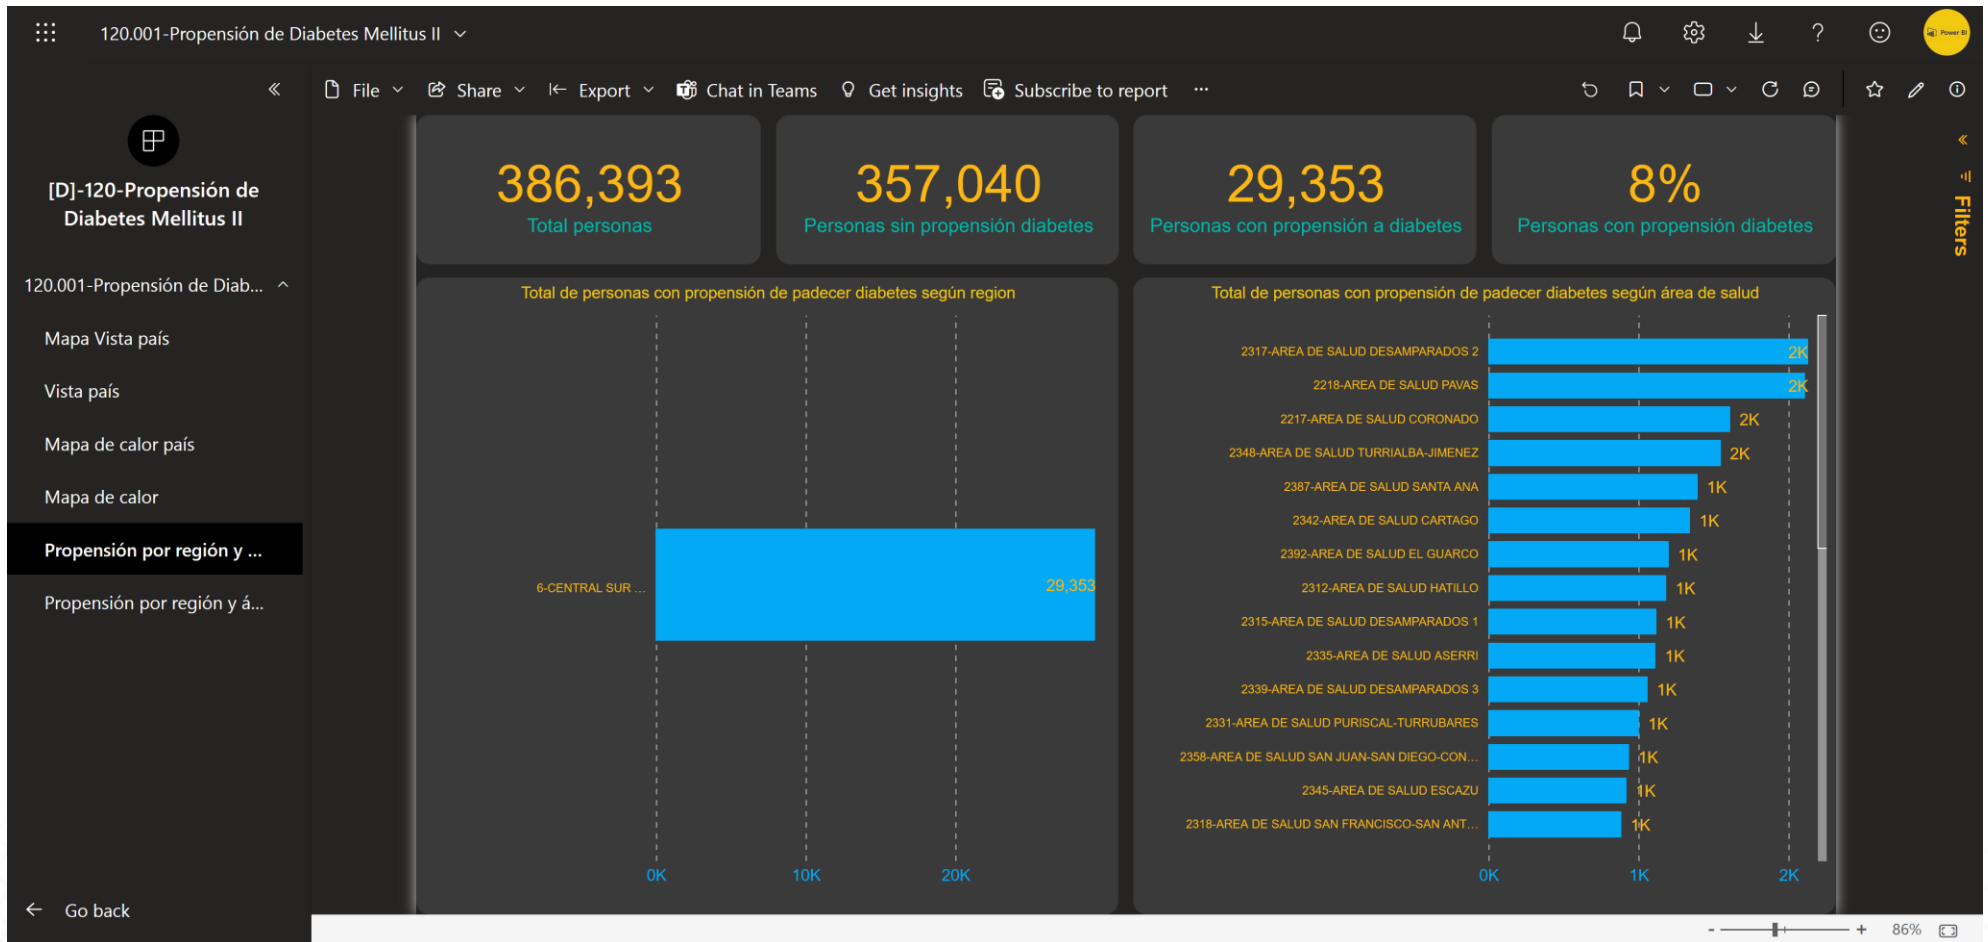 120.001-Propensión de Diabetes Mellitus II
Power BI
File Share Export Chat in Teams Get insights Subscribe to report ...
[D]-120-Propensión de
Diabetes Mellitus II
120.001-Propensión de Diab...
Mapa Vista país
Vista país
Mapa de calor país
Mapa de calor
Propensión por región y ...
Propensión por región y á...
Go back
386,393
Total personas
357,040
Personas sin propensión diabetes
29,353
Personas con propensión a diabetes
8%
Personas con propensión diabetes
Filters
Total de personas con propensión de padecer diabetes según region
6-CENTRAL SUR ...
29,353
0K 10K 20K
Total de personas con propensión de padecer diabetes según área de salud
2317-AREA DE SALUD DESAMPARADOS 2 2K
2218-AREA DE SALUD PAVAS 2K
2217-AREA DE SALUD CORONADO 2K
2348-AREA DE SALUD TURRIALBA-JIMENEZ 2K
2387-AREA DE SALUD SANTA ANA 1K
2342-AREA DE SALUD CARTAGO 1K
2392-AREA DE SALUD EL GUARCO 1K
2312-AREA DE SALUD HATILLO 1K
2315-AREA DE SALUD DESAMPARADOS 1 1K
2335-AREA DE SALUD ASERRI 1K
2339-AREA DE SALUD DESAMPARADOS 3 1K
2331-AREA DE SALUD PURISCAL-TURRUBARES 1K
2358-AREA DE SALUD SAN JUAN-SAN DIEGO-CON... 1K
2345-AREA DE SALUD ESCAZU 1K
2318-AREA DE SALUD SAN FRANCISCO-SAN ANT... 1K
0K 1K 2K
- + 86%